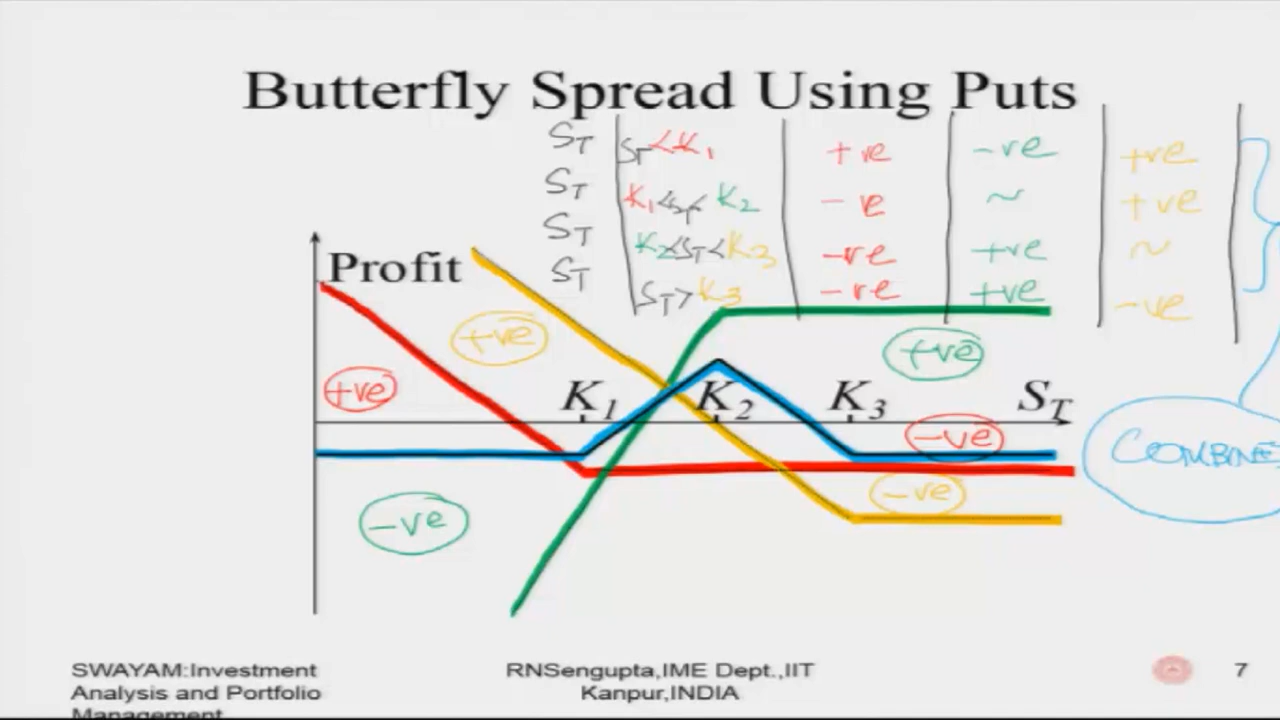 Butterfly Spread Using Puts
ST | ST<K1 | +ve | -ve | +ve
ST | K1<ST< K2 | -ve | ~ | +ve
ST | K2<ST<K3 | -ve | +ve | ~
ST | ST>K3 | -ve | +ve | -ve
Profit
+ve
+ve
+ve
K1 K2 K3 ST
-ve
COMBINE
-ve
-ve
SWAYAM:Investment
Analysis and Portfolio
Management
RNSengupta,IME Dept.,IIT
Kanpur,INDIA
7